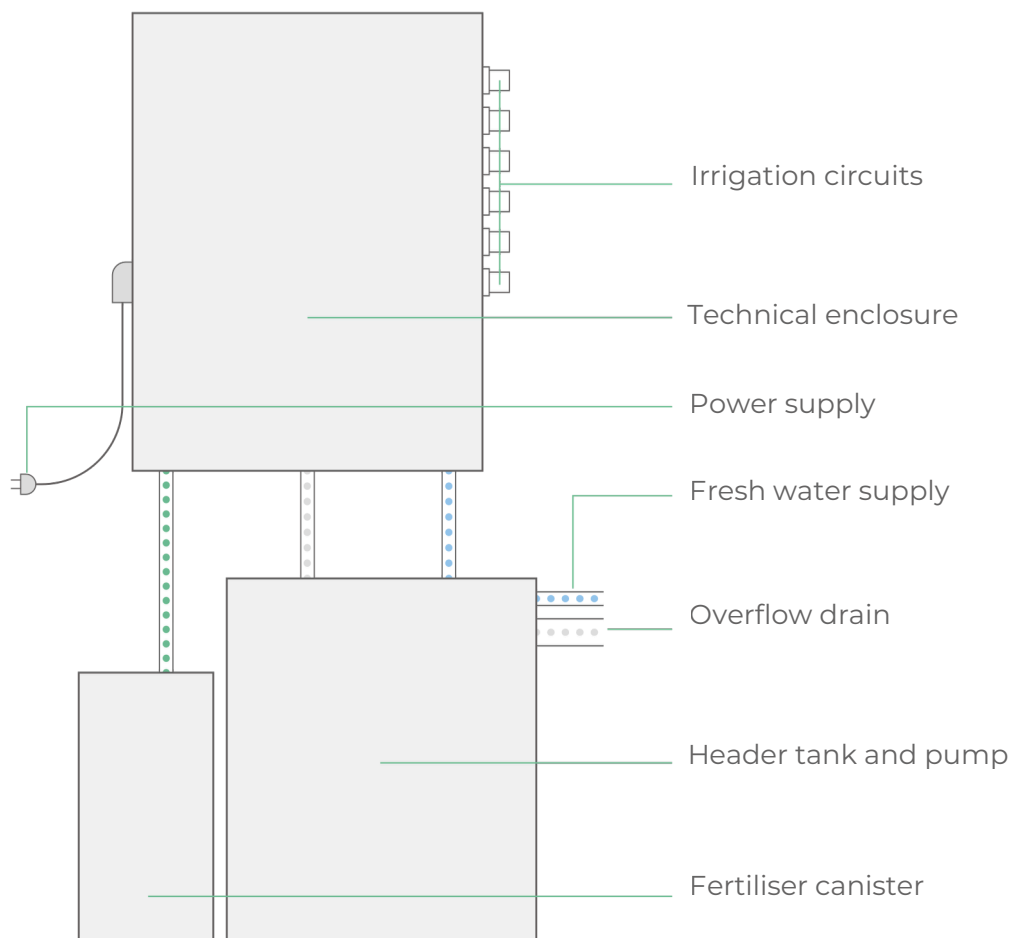 Irrigation circuits
Technical enclosure
Power supply
Fresh water supply
Overflow drain
Header tank and pump
Fertiliser canister